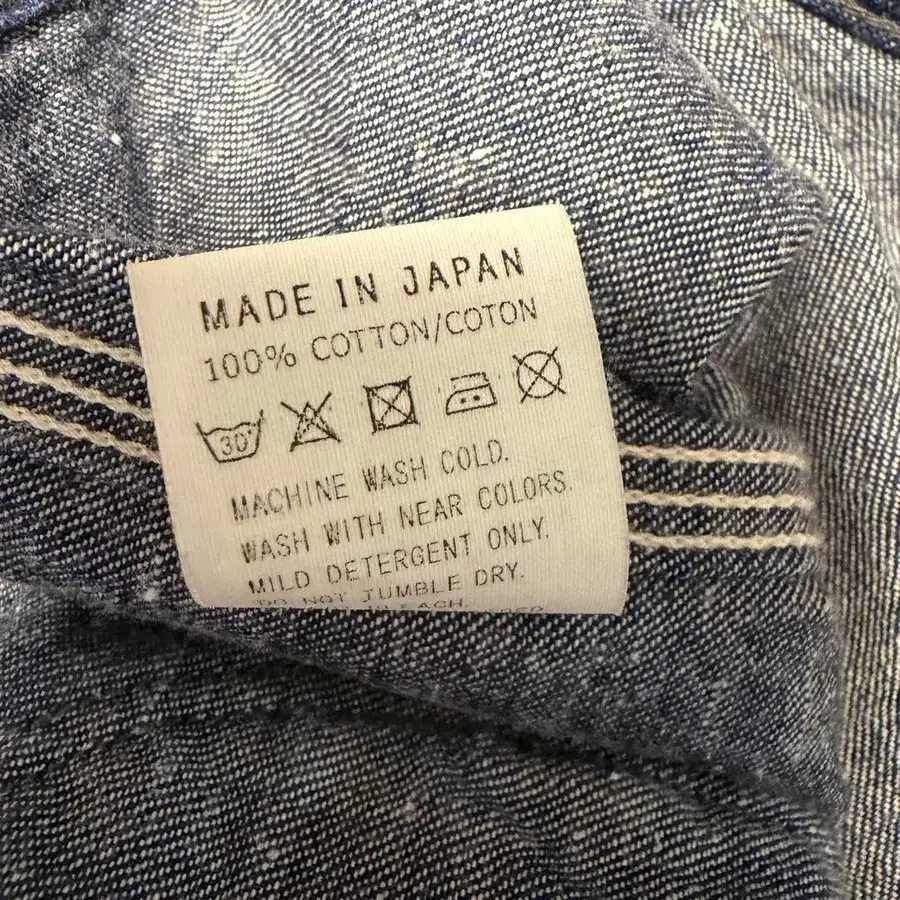 MADE IN JAPAN
100% COTTON/COTON
30°
MACHINE WASH COLD.
WASH WITH NEAR COLORS.
MILD DETERGENT ONLY.
DO NOT TUMBLE DRY.